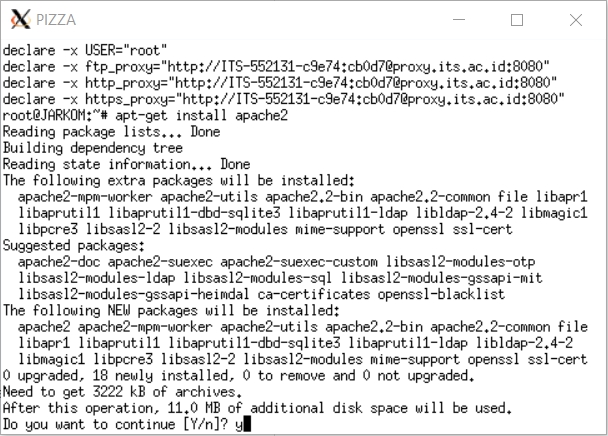 PIZZA
declare -x USER="root"
declare -x ftp_proxy="http://ITS-552131-c9e74:cb0d7@proxy.its.ac.id:8080"
declare -x http_proxy="http://ITS-552131-c9e74:cb0d7@proxy.its.ac.id:8080"
declare -x https_proxy="http://ITS-552131-c9e74:cb0d7@proxy.its.ac.id:8080"
root@JARKOM:~# apt-get install apache2
Reading package lists... Done
Building dependency tree
Reading state information... Done
The following extra packages will be installed:
  apache2-mpm-worker apache2-utils apache2.2-bin apache2.2-common file libapr1
  libaprutil1 libaprutil1-dbd-sqlite3 libaprutil1-ldap libldap-2.4-2 libmagic1
  libpcre3 libsasl2-2 libsasl2-modules mime-support openssl ssl-cert
Suggested packages:
  apache2-doc apache2-suexec apache2-suexec-custom libsasl2-modules-otp
  libsasl2-modules-ldap libsasl2-modules-sql libsasl2-modules-gssapi-mit
  libsasl2-modules-gssapi-heimdal ca-certificates openssl-blacklist
The following NEW packages will be installed:
  apache2 apache2-mpm-worker apache2-utils apache2.2-bin apache2.2-common file
  libapr1 libaprutil1 libaprutil1-dbd-sqlite3 libaprutil1-ldap libldap-2.4-2
  libmagic1 libpcre3 libsasl2-2 libsasl2-modules mime-support openssl ssl-cert
0 upgraded, 18 newly installed, 0 to remove and 0 not upgraded.
Need to get 3222 kB of archives.
After this operation, 11.0 MB of additional disk space will be used.
Do you want to continue [Y/n]? y